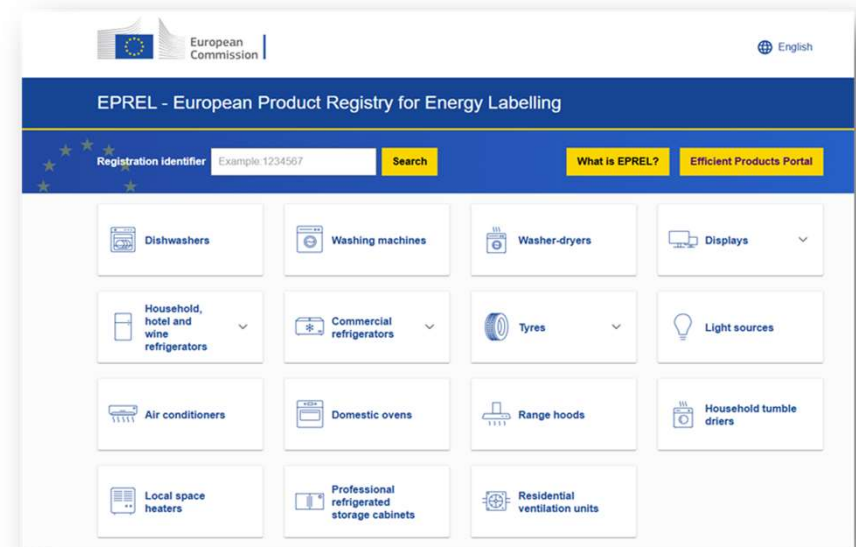 European
Commission
English
EPREL - European Product Registry for Energy Labelling
Registration identifier
Example:1234567
Search
What is EPREL?
Efficient Products Portal
Dishwashers
Washing machines
Washer-dryers
Displays
Household,
hotel and
wine
refrigerators
Commercial
refrigerators
Tyres
Light sources
Air conditioners
Domestic ovens
Range hoods
Household tumble
driers
Local space
heaters
Professional
refrigerated
storage cabinets
Residential
ventilation units